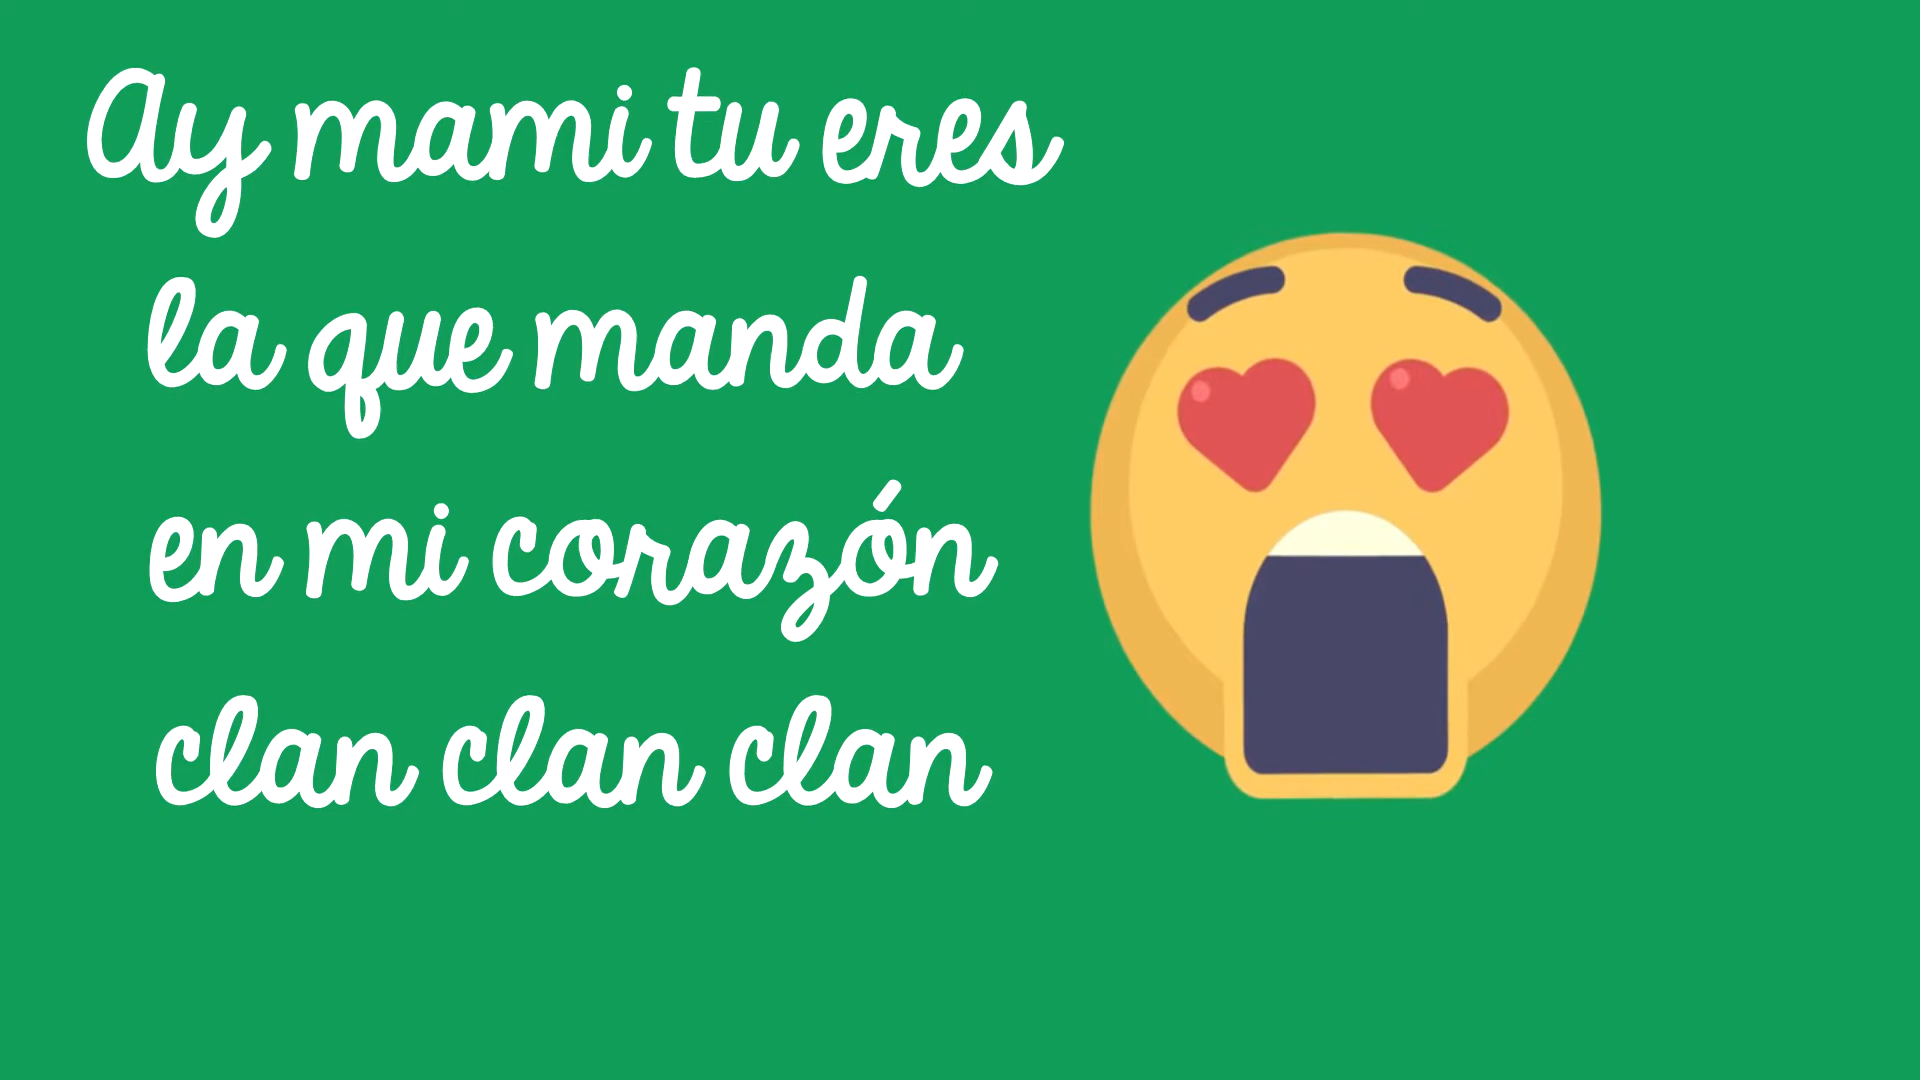 Ay mami tu eres
la que manda
en mi corazón
clan clan clan